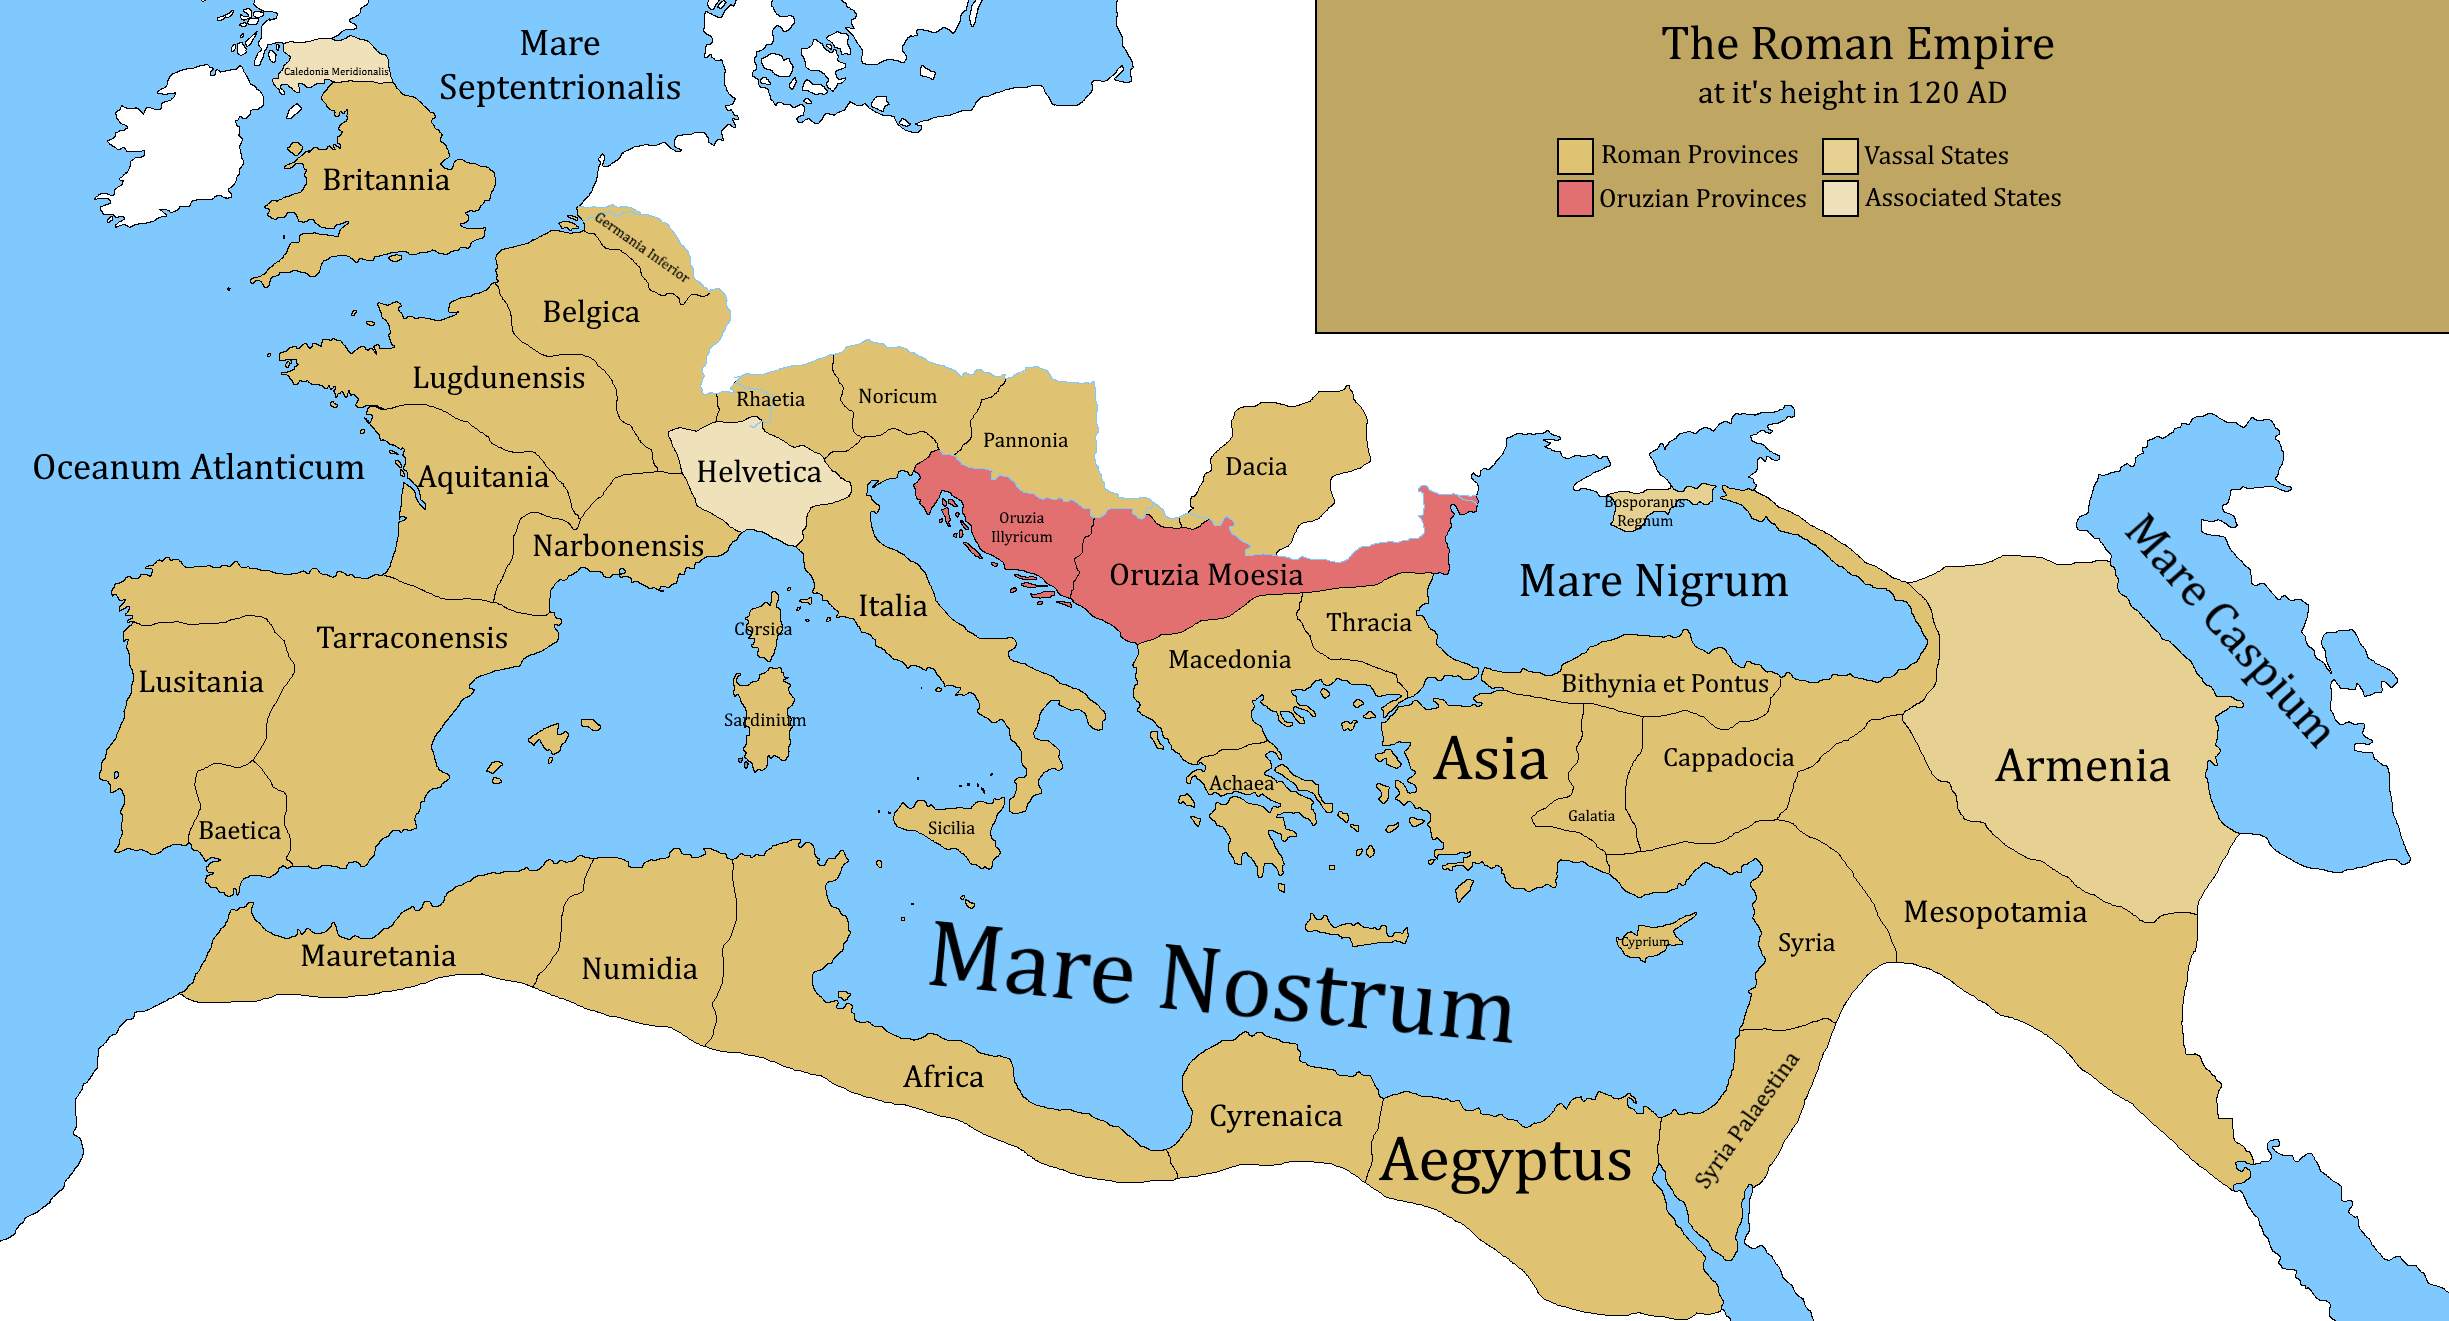 The Roman Empire
at it's height in 120 AD
Roman Provinces
Vassal States
Oruzian Provinces
Associated States
Mare
Septentrionalis
Caledonia Meridionalis
Britannia
Germania Inferior
Belgica
Lugdunensis
Rhaetia
Noricum
Pannonia
Dacia
Oceanum Atlanticum
Aquitania
Helvetica
Narbonensis
Oruzia
Illyricum
Oruzia Moesia
Bosporanus
Regnum
Mare Nigrum
Mare Caspium
Italia
Corsica
Sardinium
Tarraconensis
Lusitania
Baetica
Thracia
Macedonia
Achaea
Sicilia
Bithynia et Pontus
Asia
Galatia
Cappadocia
Armenia
Mesopotamia
Syria
Cyprium
Mauretania
Numidia
Mare Nostrum
Africa
Cyrenaica
Aegyptus
Syria Palaestina